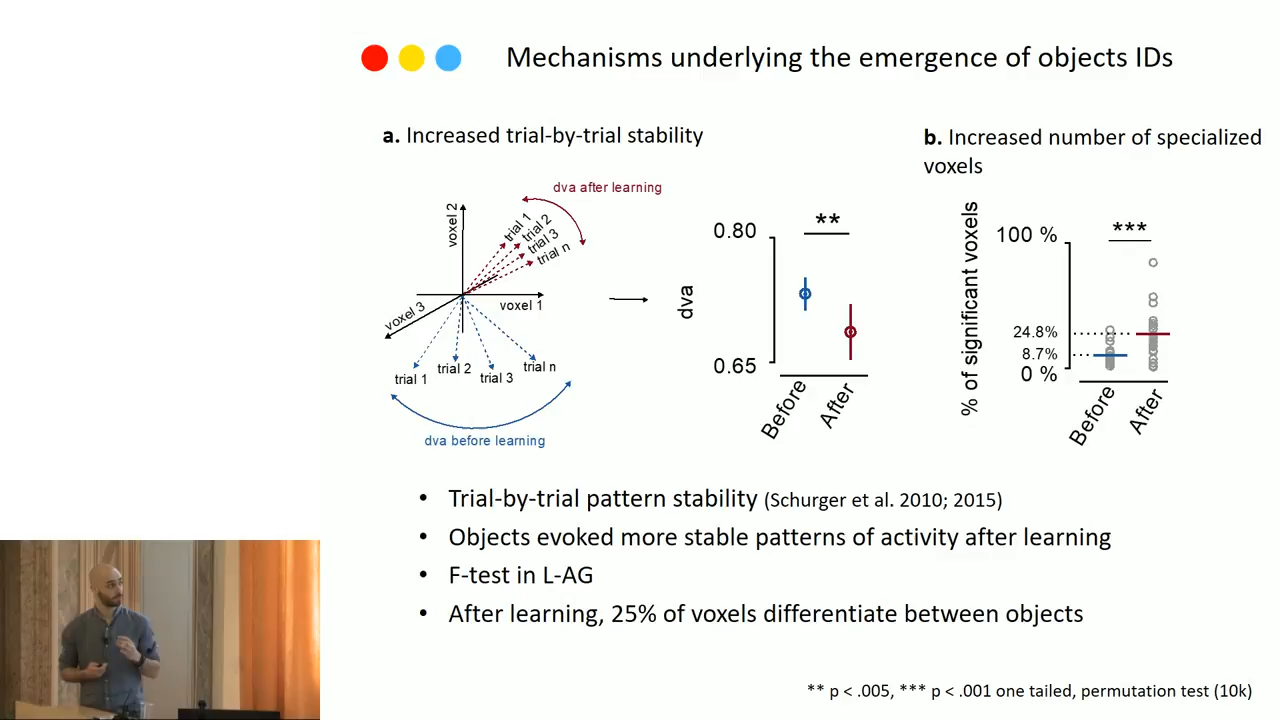 Mechanisms underlying the emergence of objects IDs
a. Increased trial-by-trial stability
dva after learning
voxel 2
trial 1
trial 2
trial 3
trial n
voxel 1
voxel 3
trial 1
trial 2
trial 3
trial n
dva before learning
**
0.80
dva
0.65
Before
After
b. Increased number of specialized
voxels
% of significant voxels
***
100 %
24.8%
8.7%
0 %
Before
After
• Trial-by-trial pattern stability (Schurger et al. 2010; 2015)
• Objects evoked more stable patterns of activity after learning
• F-test in L-AG
• After learning, 25% of voxels differentiate between objects
** p < .005, *** p < .001 one tailed, permutation test (10k)